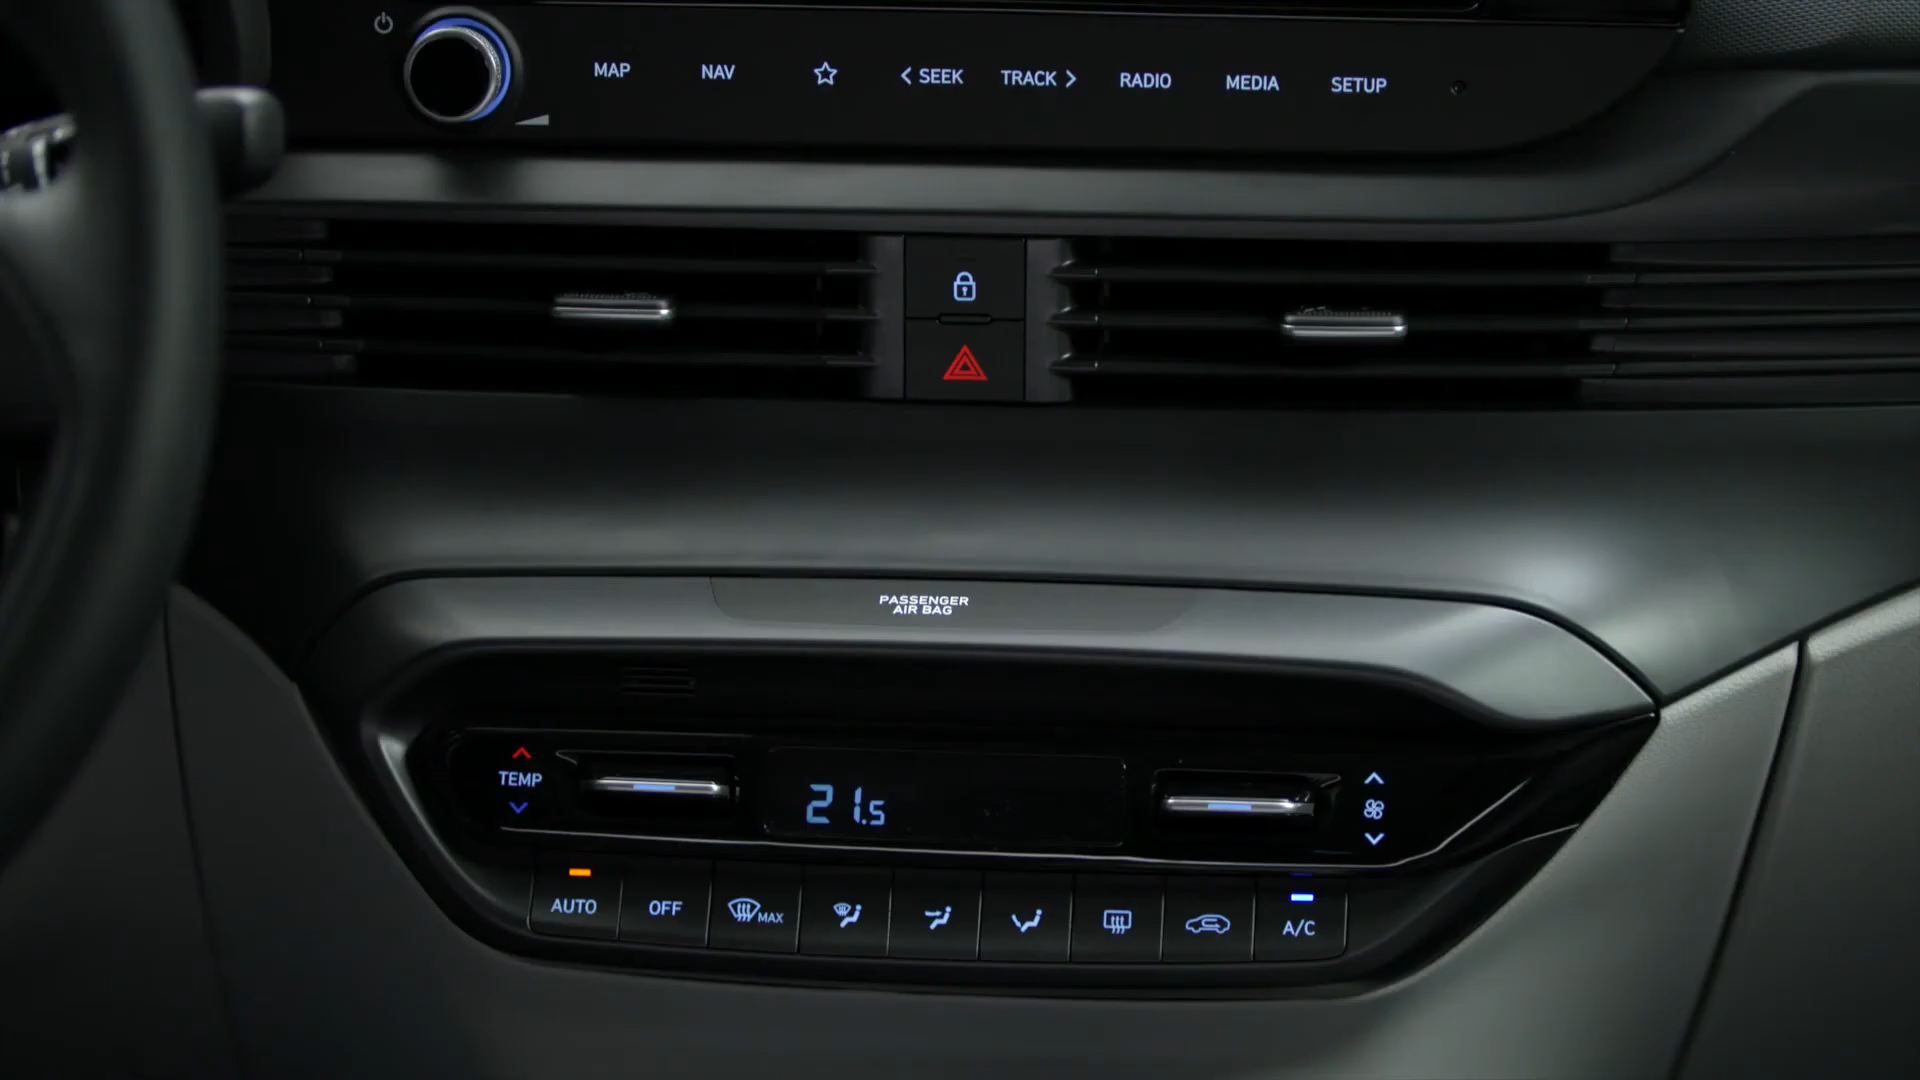 MAP NAV < SEEK TRACK > RADIO MEDIA SETUP
PASSENGER
AIR BAG
TEMP
21.5
AUTO OFF MAX A/C